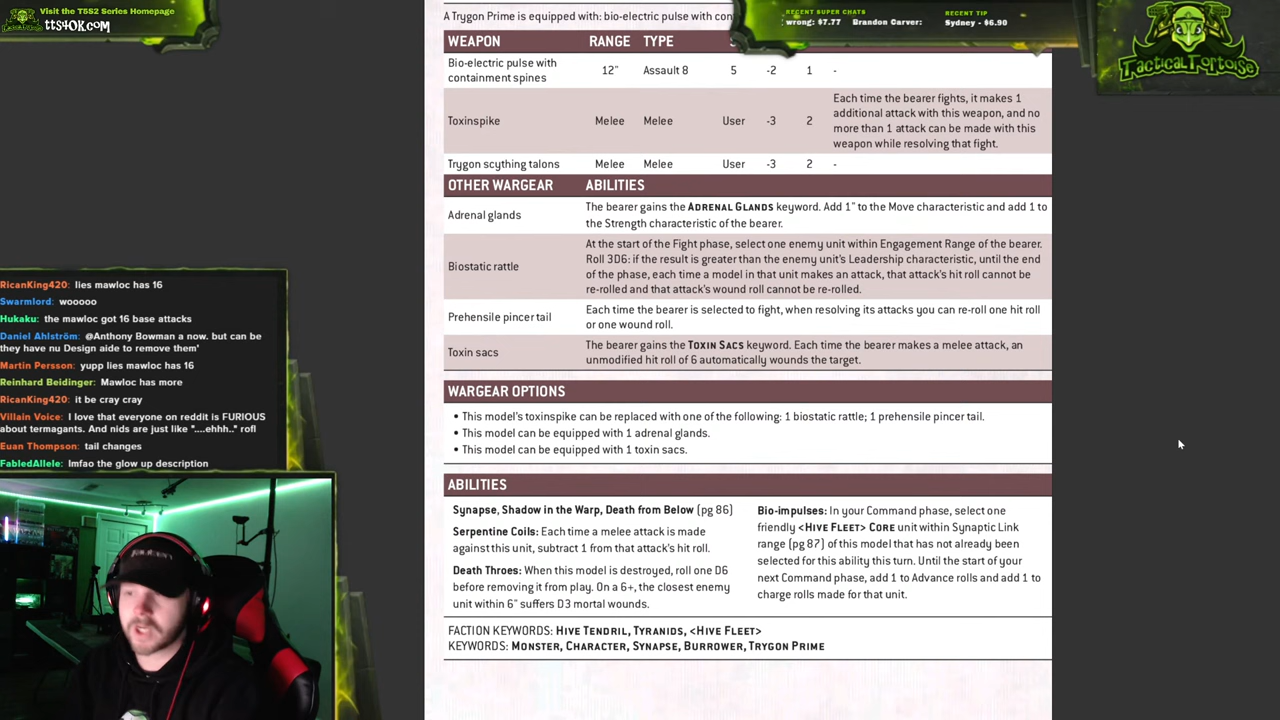 Visit the T5S2 Series Homepage
tts40k.com
RECENT SUPER CHATS
wrong: $7.77 Brandon Carver:
RECENT TIP
Sydney - $6.90
TacticalTortoise
A Trygon Prime is equipped with: bio-electric pulse with con
WEAPON RANGE TYPE
Bio-electric pulse with containment spines 12" Assault 8 5 -2 1 -
Toxinspike Melee Melee User -3 2
Each time the bearer fights, it makes 1
additional attack with this weapon, and no
more than 1 attack can be made with this
weapon while resolving that fight.
Trygon scything talons Melee Melee User -3 2 -
OTHER WARGEAR ABILITIES
Adrenal glands
The bearer gains the ADRENAL GLANDS keyword. Add 1" to the Move characteristic and add 1 to
the Strength characteristic of the bearer.
Biostatic rattle
At the start of the Fight phase, select one enemy unit within Engagement Range of the bearer.
Roll 3D6: if the result is greater than the enemy unit's Leadership characteristic, until the end
of the phase, each time a model in that unit makes an attack, that attack's hit roll cannot be
re-rolled and that attack's wound roll cannot be re-rolled.
Prehensile pincer tail
Each time the bearer is selected to fight, when resolving its attacks you can re-roll one hit roll
or one wound roll.
Toxin sacs
The bearer gains the TOXIN SACS keyword. Each time the bearer makes a melee attack, an
unmodified hit roll of 6 automatically wounds the target.
WARGEAR OPTIONS
• This model's toxinspike can be replaced with one of the following: 1 biostatic rattle; 1 prehensile pincer tail.
• This model can be equipped with 1 adrenal glands.
• This model can be equipped with 1 toxin sacs.
ABILITIES
Synapse, Shadow in the Warp, Death from Below (pg 86)
Serpentine Coils: Each time a melee attack is made
against this unit, subtract 1 from that attack's hit roll.
Death Throes: When this model is destroyed, roll one D6
before removing it from play. On a 6+, the closest enemy
unit within 6" suffers D3 mortal wounds.
Bio-impulses: In your Command phase, select one
friendly <HIVE FLEET> CORE unit within Synaptic Link
range (pg 87) of this model that has not already been
selected for this ability this turn. Until the start of your
next Command phase, add 1 to Advance rolls and add 1 to
charge rolls made for that unit.
FACTION KEYWORDS: HIVE TENDRIL, TYRANIDS, <HIVE FLEET>
KEYWORDS: MONSTER, CHARACTER, SYNAPSE, BURROWER, TRYGON PRIME
RicanKing420: lies mawloc has 16
Swarmlord: wooooo
Hukaku: the mawloc got 16 base attacks
Daniel Ahlström: @Anthony Bowman a now. but can be
they have nu Design aide to remove them'
Martin Persson: yupp lies mawloc has 16
Reinhard Beidinger: Mawloc has more
RicanKing420: it be cray cray
Villain Voice: I love that everyone on reddit is FURIOUS
about termagants. And nids are just like "....ehhh.." rofl
Euan Thompson: tail changes
FabledAllele: lmfao the glow up description